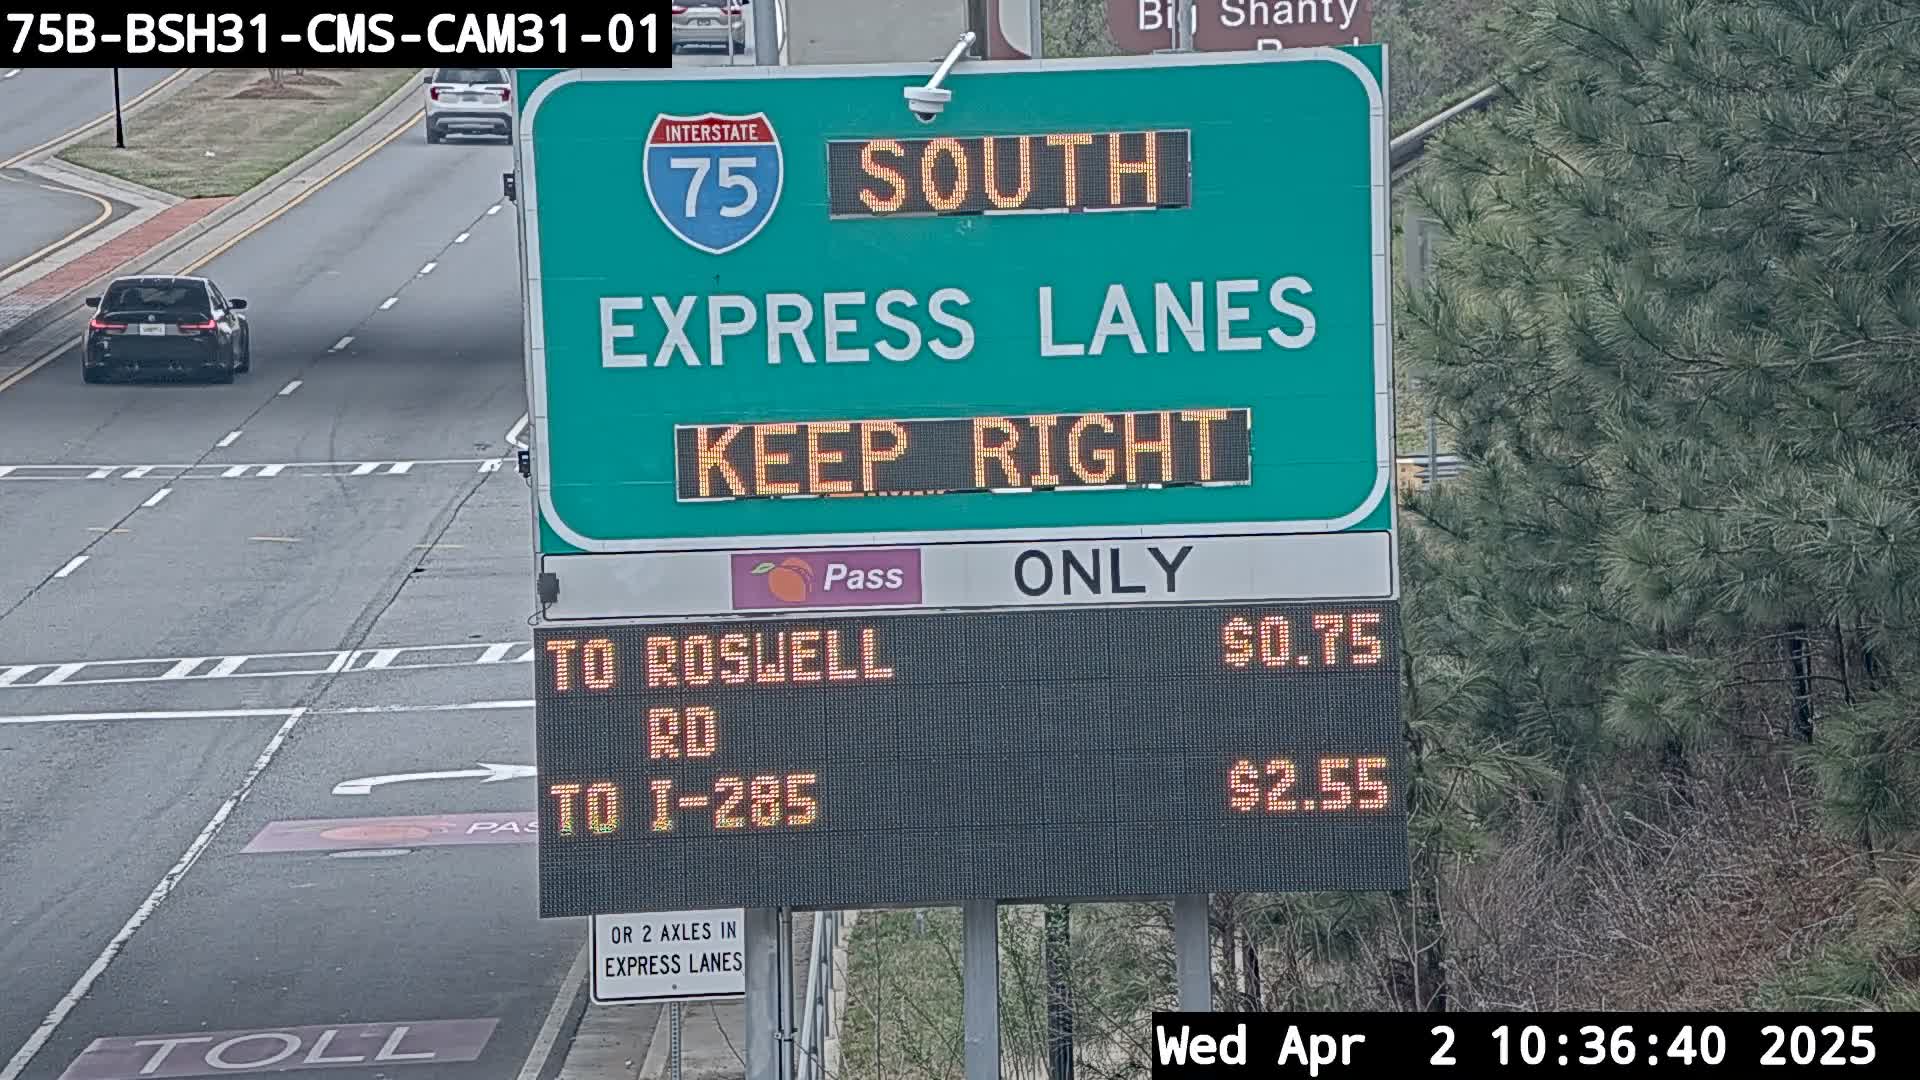 75B-BSH31-CMS-CAM31-01
Big Shanty
INTERSTATE
75
SOUTH
EXPRESS LANES
KEEP RIGHT
Pass
ONLY
TO ROSWELL $0.75
RD
TO I-285 $2.55
OR 2 AXLES IN
EXPRESS LANES
TOLL
Wed Apr 2 10:36:40 2025